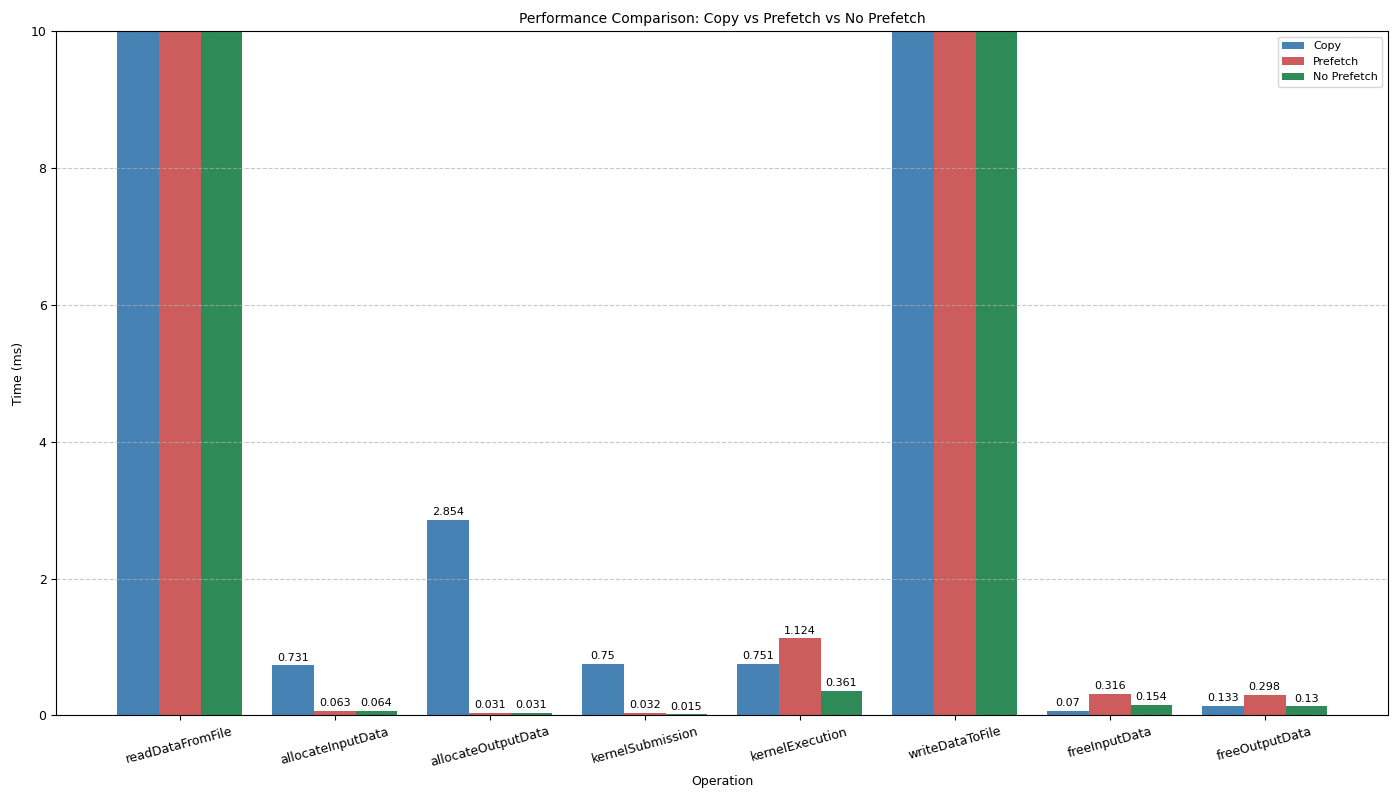 Performance Comparison: Copy vs Prefetch vs No Prefetch
Copy
Prefetch
No Prefetch
Time (ms)
10
8
6
4
2
0
2.854
0.731
0.063
0.064
0.031
0.031
0.75
0.032
0.015
0.751
1.124
0.361
0.07
0.316
0.154
0.133
0.298
0.13
readDataFromFile
allocateInputData
allocateOutputData
kernelSubmission
kernelExecution
writeDataToFile
freeInputData
freeOutputData
Operation